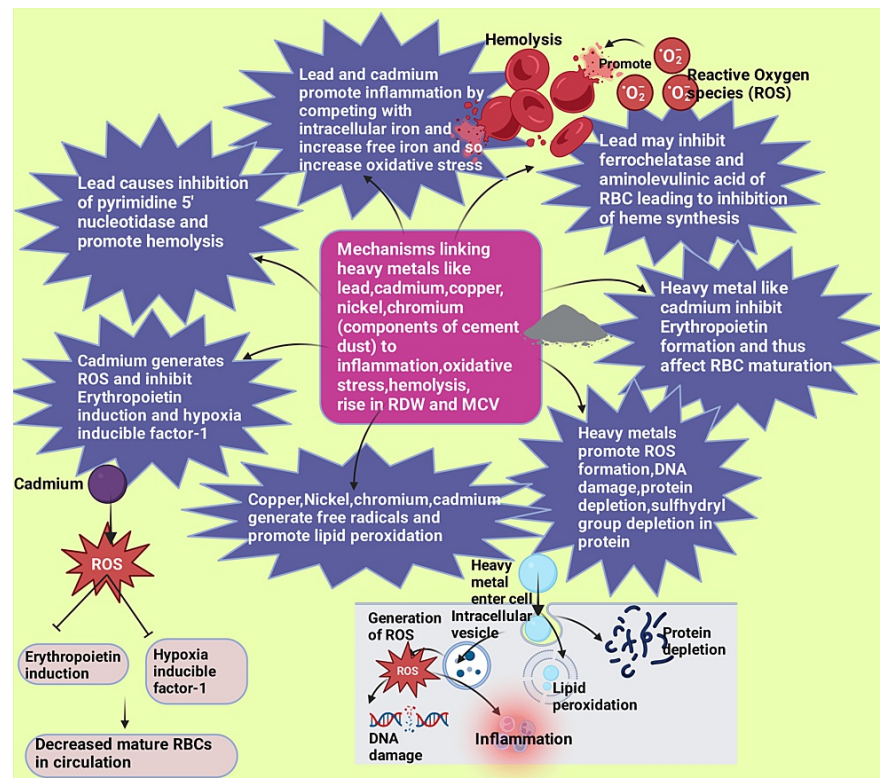 Hemolysis
Promote
•O₂⁻
•O₂⁻
•O₂⁻
Reactive Oxygen
species (ROS)
Lead and cadmium
promote inflammation by
competing with
intracellular iron and
increase free iron and so
increase oxidative stress
Lead may inhibit
ferrochelatase and
aminolevulinic acid of
RBC leading to inhibition
of heme synthesis
Lead causes inhibition
of pyrimidine 5'
nucleotidase and
promote hemolysis
Mechanisms linking
heavy metals like
lead,cadmium,copper,
nickel,chromium
(components of cement
dust) to
inflammation,oxidative
stress,hemolysis,
rise in RDW and MCV
Heavy metal like
cadmium inhibit
Erythropoietin
formation and thus
affect RBC maturation
Cadmium generates
ROS and inhibit
Erythropoietin
induction and hypoxia
inducible factor-1
Heavy metals
promote ROS
formation,DNA
damage,protein
depletion,sulfhydryl
group depletion in
protein
Copper,Nickel,chromium,cadmium
generate free radicals and
promote lipid peroxidation
Cadmium
ROS
Erythropoietin
induction
Hypoxia
inducible
factor-1
Decreased mature RBCs
in circulation
Heavy
metal
enter cell
Intracellular
vesicle
Generation
of ROS
ROS
DNA
damage
Inflammation
Lipid
peroxidation
Protein
depletion